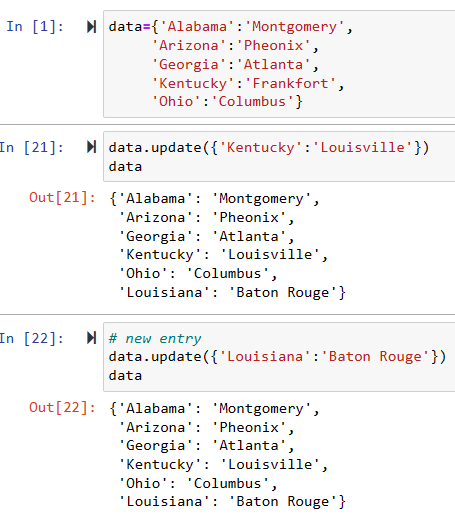 In [1]: data={'Alabama':'Montgomery',
'Arizona':'Pheonix',
'Georgia':'Atlanta',
'Kentucky':'Frankfort',
'Ohio':'Columbus'}
In [21]: data.update({'Kentucky':'Louisville'})
data
Out[21]: {'Alabama': 'Montgomery',
'Arizona': 'Pheonix',
'Georgia': 'Atlanta',
'Kentucky': 'Louisville',
'Ohio': 'Columbus',
'Louisiana': 'Baton Rouge'}
In [22]: # new entry
data.update({'Louisiana':'Baton Rouge'})
data
Out[22]: {'Alabama': 'Montgomery',
'Arizona': 'Pheonix',
'Georgia': 'Atlanta',
'Kentucky': 'Louisville',
'Ohio': 'Columbus',
'Louisiana': 'Baton Rouge'}